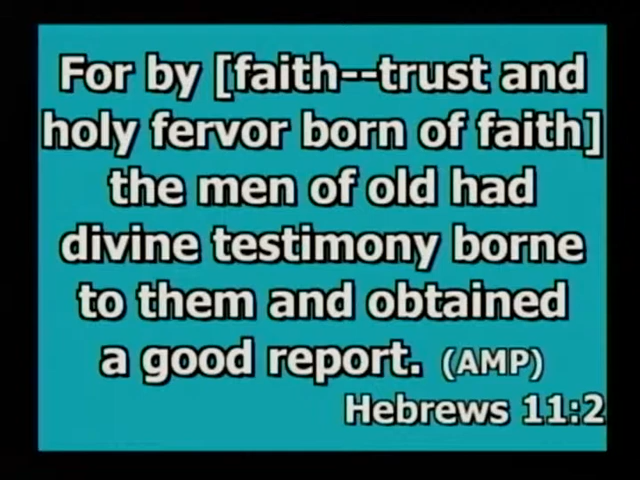 For by [faith--trust and
holy fervor born of faith]
the men of old had
divine testimony borne
to them and obtained
a good report. (AMP)
Hebrews 11:2